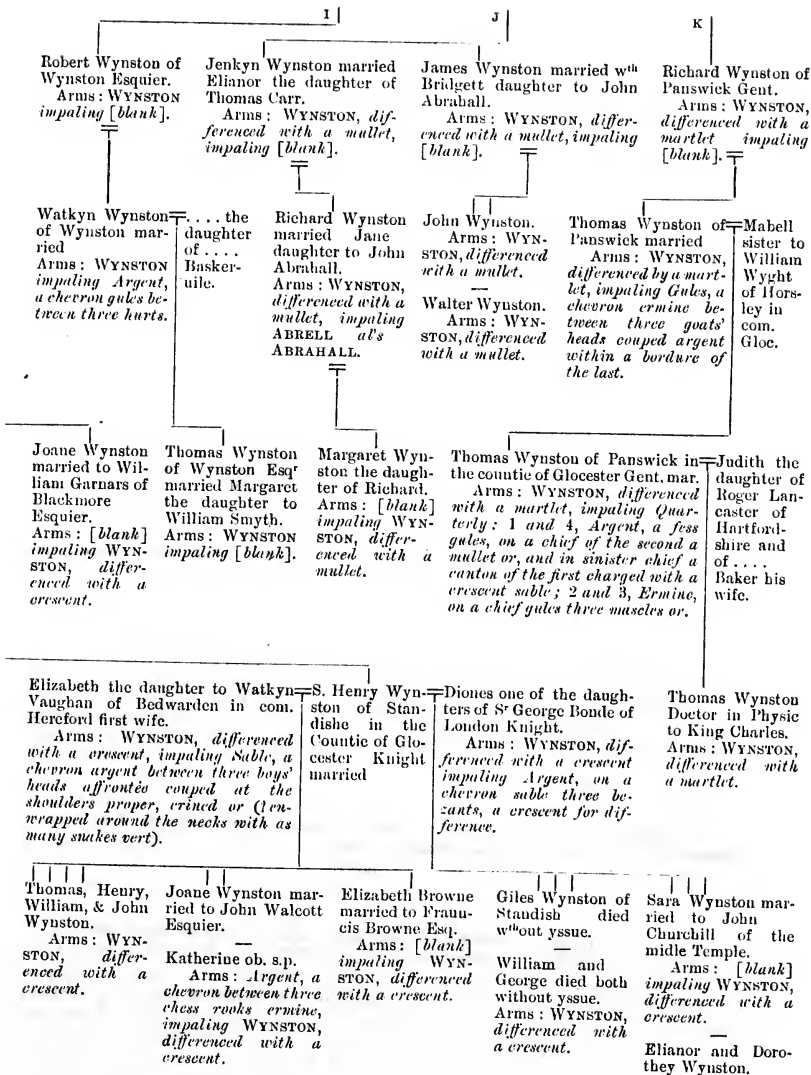 I
J
K
Robert Wynston of
Wynston Esquier.
Arms : WYNSTON
impaling [blank].
Jenkyn Wynston married
Elianor the daughter of
Thomas Carr.
Arms : WYNSTON, dif-
ferenced with a mullet,
impaling [blank].
James Wynston married wth
Bridgett daughter to John
Abrahall.
Arms : WYNSTON, differ-
enced with a mullet, impaling
[blank].
Richard Wynston of
Panswick Gent.
Arms : WYNSTON,
differenced with a
martlet impaling
[blank].
Watkyn Wynston
of Wynston mar-
ried
Arms : WYNSTON
impaling Argent,
a chevron gules be-
tween three hurts.
. . . . the
daughter
of . . . .
Basker-
uile.
Richard Wynston
married Jane
daughter to John
Abrahall.
Arms : WYNSTON,
differenced with a
mullet, impaling
ABRELL al's
ABRAHALL.
John Wynston.
Arms : WYN-
STON, differenced
with a mullet.
—
Walter Wynston.
Arms : WYN-
STON, differenced
with a mullet.
Thomas Wynston of
Panswick married
Arms : WYNSTON,
differenced by a mart-
let, impaling Gules, a
chevron ermine be-
tween three goats'
heads couped argent
within a bordure of
the last.
Mabell
sister to
William
Wyght
of Hors-
ley in
com.
Gloc.
Joane Wynston
married to Wil-
liam Garnars of
Blackmore
Esquier.
Arms : [blank]
impaling WYN-
STON, differ-
enced with a
crescent.
Thomas Wynston
of Wynston Esqr
married Margaret
the daughter to
William Smyth.
Arms : WYNSTON
impaling [blank].
Margaret Wyn-
ston the daugh-
ter of Richard.
Arms : [blank]
impaling WYN-
STON, differ-
enced with a
mullet.
Thomas Wynston of Panswick in
the countie of Glocester Gent. mar.
Arms : WYNSTON, differenced
with a martlet, impaling Quar-
terly : 1 and 4, Argent, a fess
gules, on a chief of the second a
mullet or, and in sinister chief a
canton of the first charged with a
crescent sable ; 2 and 3, Ermine,
on a chief gules three muscles or.
Judith the
daughter of
Roger Lan-
caster of
Hartford-
shire and
of . . . .
Baker his
wife.
Elizabeth the daughter to Watkyn
Vaughan of Bedwarden in com.
Hereford first wife.
Arms : WYNSTON, differenced
with a crescent, impaling Sable, a
chevron argent between three boys'
heads affrontée couped at the
shoulders proper, crined or (? en-
wrapped around the necks with as
many snakes vert).
S. Henry Wyn-
ston of Stan-
dishe in the
Countie of Glo-
cester Knight
married
Diones one of the daugh-
ters of Sr George Bonde of
London Knight.
Arms : WYNSTON, dif-
ferenced with a crescent
impaling Argent, on a
chevron sable three be-
zants, a crescent for dif-
ference.
Thomas Wynston
Doctor in Physic
to King Charles.
Arms : WYNSTON,
differenced with
a martlet.
Thomas, Henry,
William, & John
Wynston.
Arms : WYN-
STON, differ-
enced with a
crescent.
Joane Wynston mar-
ried to John Walcott
Esquier.
—
Katherine ob. s.p.
Arms : Argent, a
chevron between three
chess rooks ermine,
impaling WYNSTON,
differenced with a
crescent.
Elizabeth Browne
married to Fraun-
cis Browne Esq.
Arms : [blank]
impaling WYN-
STON, differenced
with a crescent.
Giles Wynston of
Standish died
wthout yssue.
—
William and
George died both
without yssue.
Arms : WYNSTON,
differenced with
a crescent.
Sara Wynston mar-
ried to John
Churchill of the
midle Temple.
Arms : [blank]
impaling WYNSTON,
differenced with a
crescent.
—
Elianor and Doro-
they Wynston.